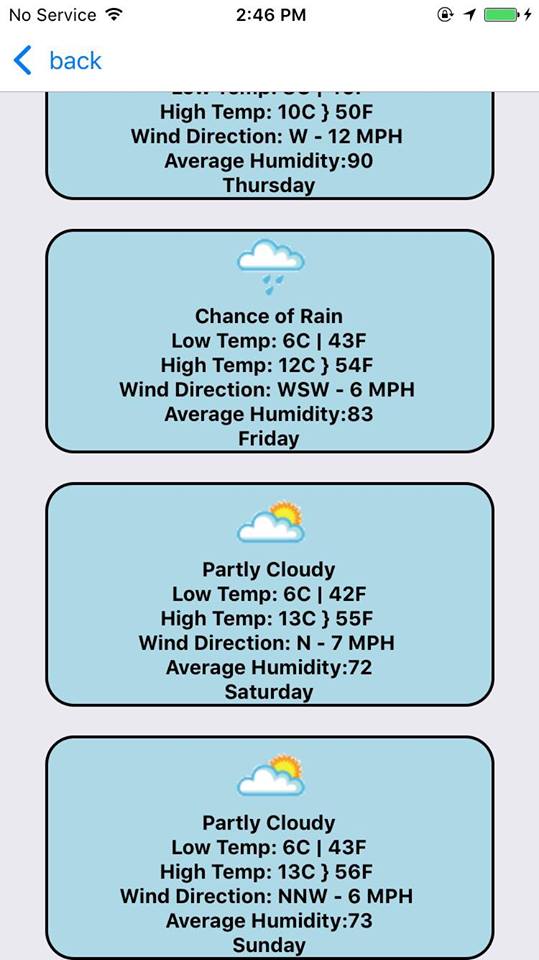 No Service 2:46 PM
back
High Temp: 10C } 50F
Wind Direction: W - 12 MPH
Average Humidity:90
Thursday
Chance of Rain
Low Temp: 6C | 43F
High Temp: 12C } 54F
Wind Direction: WSW - 6 MPH
Average Humidity:83
Friday
Partly Cloudy
Low Temp: 6C | 42F
High Temp: 13C } 55F
Wind Direction: N - 7 MPH
Average Humidity:72
Saturday
Partly Cloudy
Low Temp: 6C | 43F
High Temp: 13C } 56F
Wind Direction: NNW - 6 MPH
Average Humidity:73
Sunday